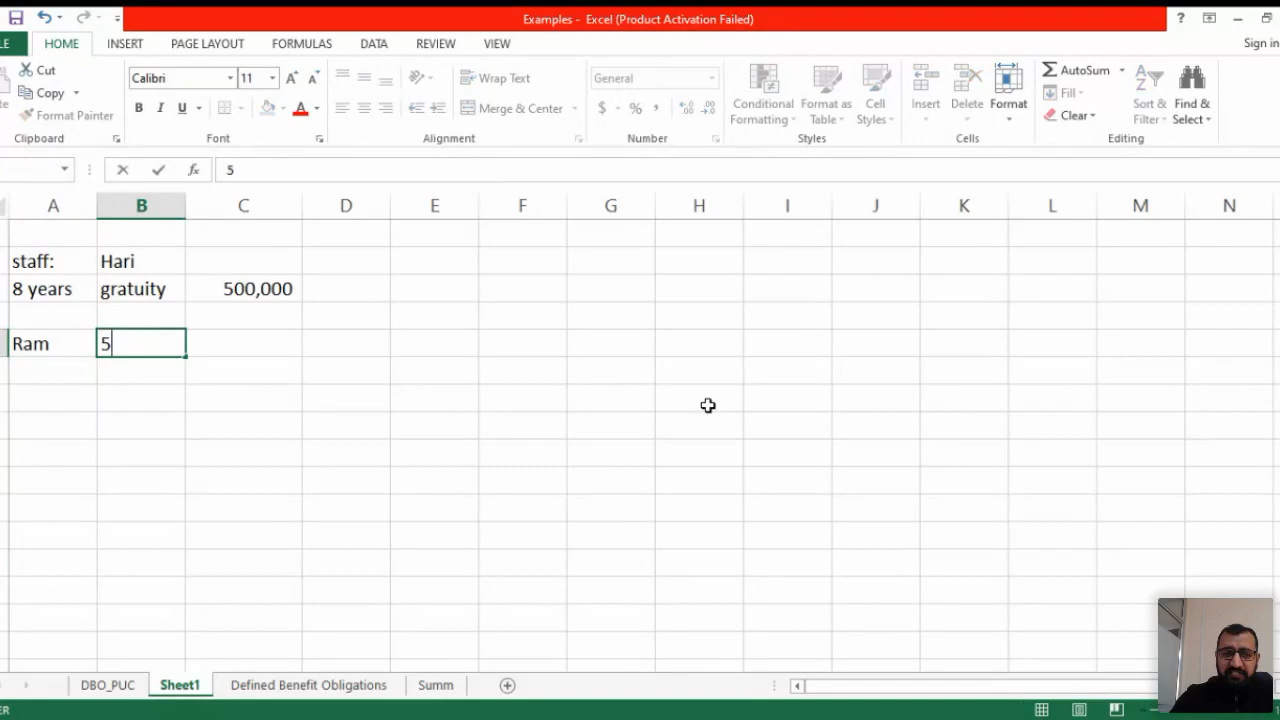 Examples - Excel (Product Activation Failed)
?
HOME INSERT PAGE LAYOUT FORMULAS DATA REVIEW VIEW
Sign in
Cut
Copy
Format Painter
Clipboard
Calibri 11
B I U
Font
Wrap Text
Merge & Center
Alignment
General
$ % ,
Number
Conditional Formatting
Format as Table
Cell Styles
Styles
Insert Delete Format
Cells
AutoSum
Fill
Clear
Sort & Filter
Find & Select
Editing
fx 5
A B C D E F G H I J K L M N
staff: Hari
8 years gratuity 500,000
Ram 5
DBO_PUC Sheet1 Defined Benefit Obligations Summ